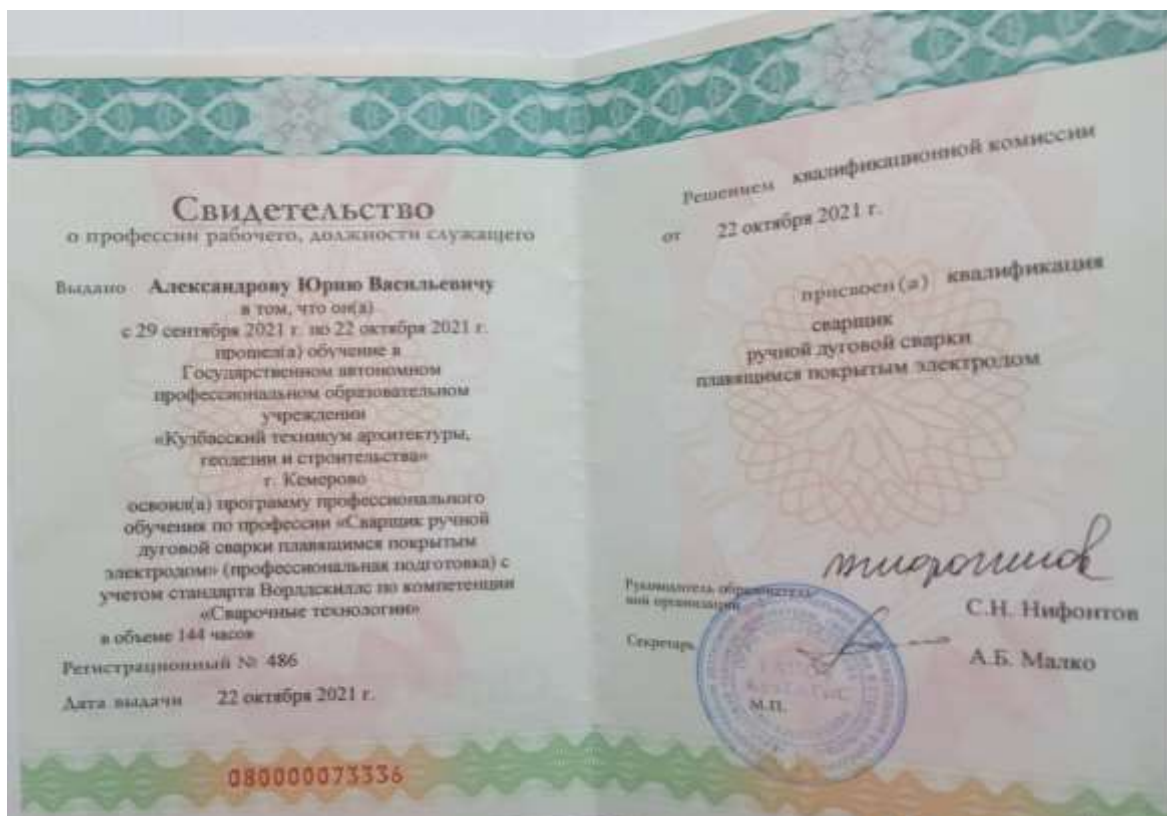 Свидетельство
о профессии рабочего, должности служащего
Выдано Александрову Юрию Васильевичу
в том, что он(а)
с 29 сентября 2021 г. по 22 октября 2021 г.
прошел(а) обучение в
Государственном автономном
профессиональном образовательном
учреждении
«Кузбасский техникум архитектуры,
геодезии и строительства»
г. Кемерово
освоил(а) программу профессионального
обучения по профессии «Сварщик ручной
дуговой сварки плавящимся покрытым
электродом» (профессиональная подготовка) с
учетом стандарта Ворлдскиллс по компетенции
«Сварочные технологии»
в объеме 144 часов
Регистрационный № 486
Дата выдачи 22 октября 2021 г.
080000073336
Решением квалификационной комиссии
от 22 октября 2021 г.
присвоен(а) квалификация
сварщик
ручной дуговой сварки
плавящимся покрытым электродом
Руководитель образователь-
ной организации
С.Н. Нифонтов
Секретарь
А.Б. Малко
М.П.